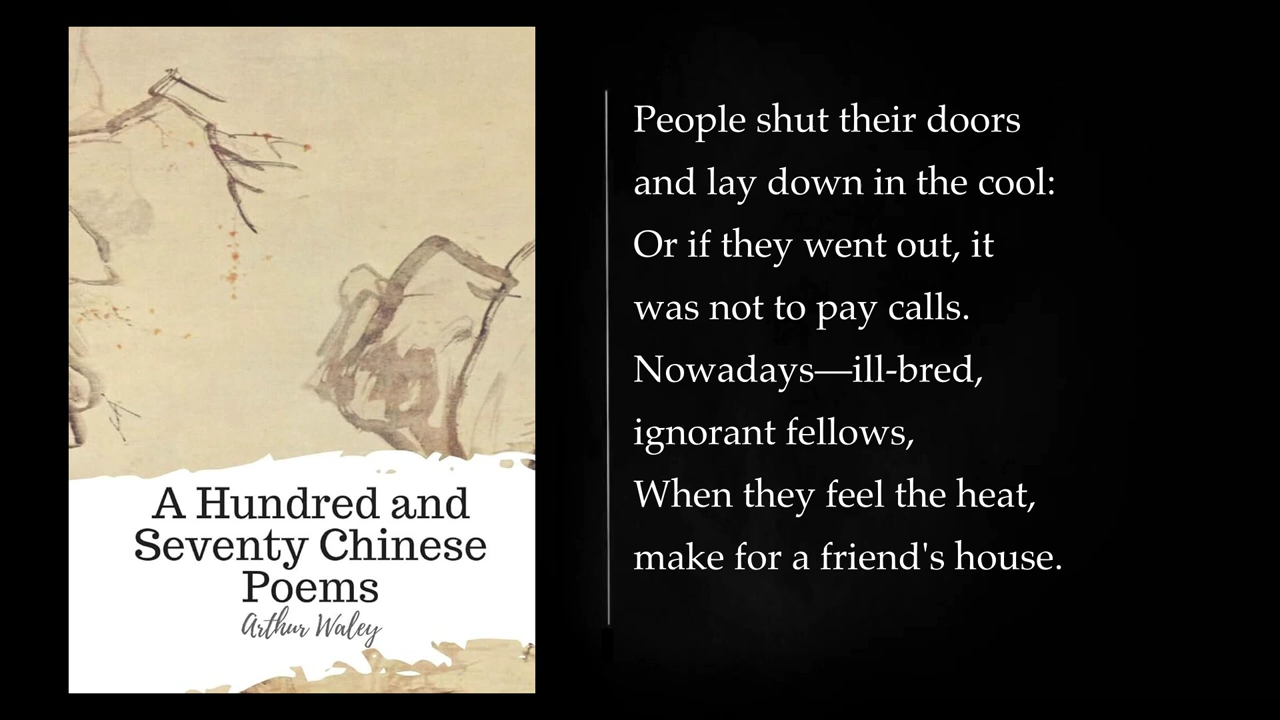 A Hundred and
Seventy Chinese
Poems
Arthur Waley
People shut their doors
and lay down in the cool:
Or if they went out, it
was not to pay calls.
Nowadays—ill-bred,
ignorant fellows,
When they feel the heat,
make for a friend's house.